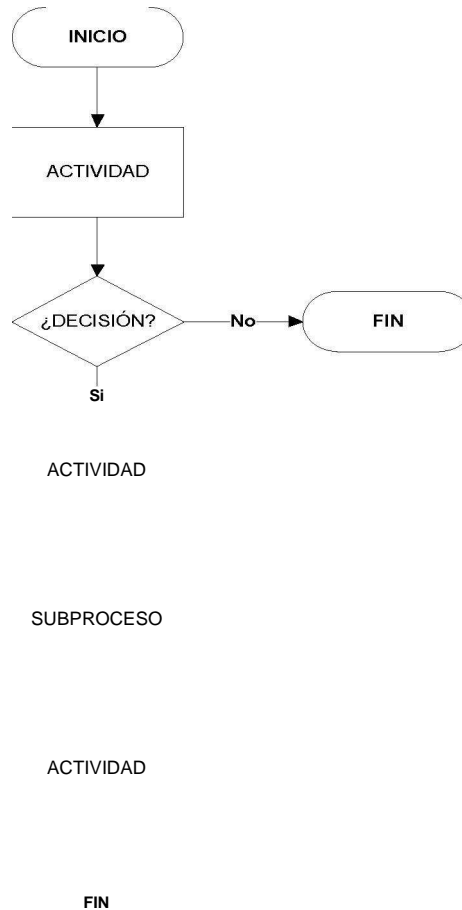 INICIO
ACTIVIDAD
¿DECISIÓN?
No
FIN
Si
ACTIVIDAD
SUBPROCESO
ACTIVIDAD
FIN